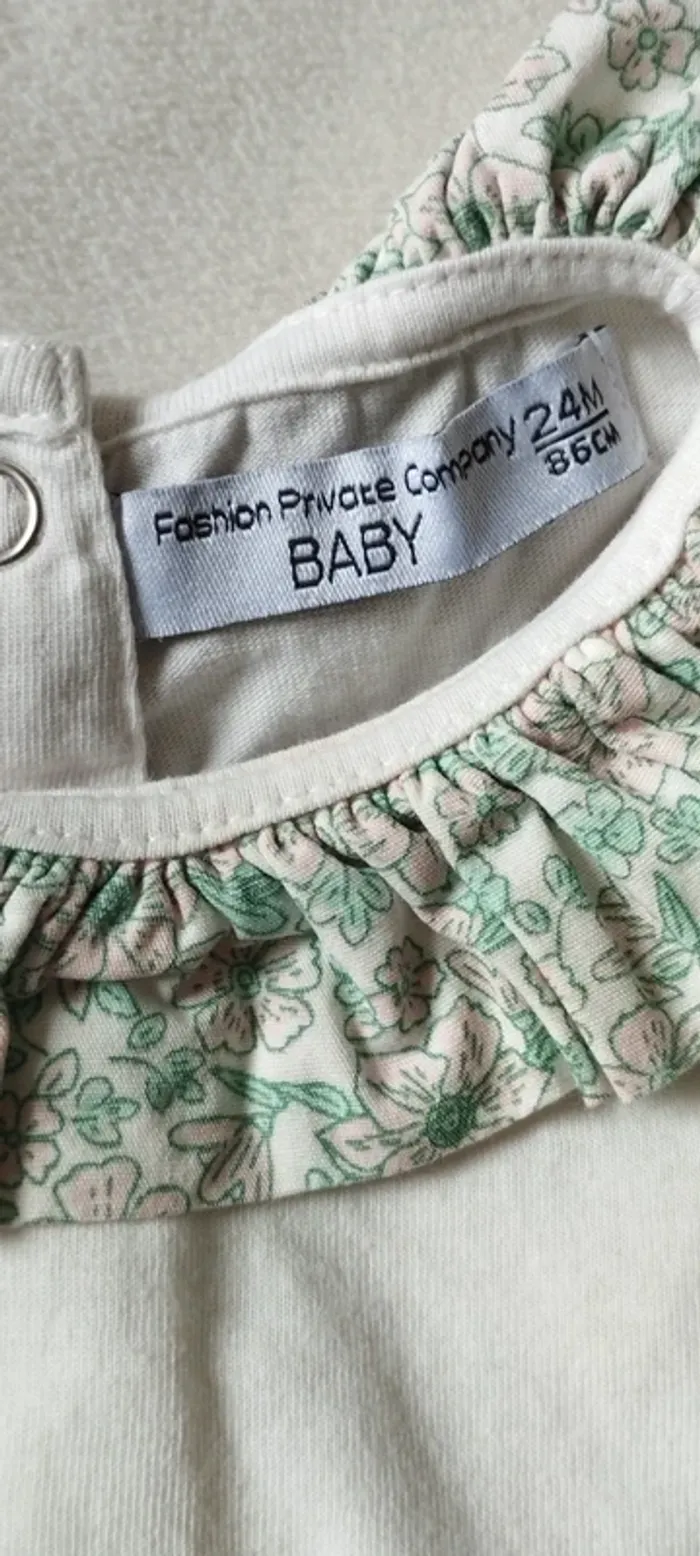 Fashion Private Company
BABY
24M
86CM